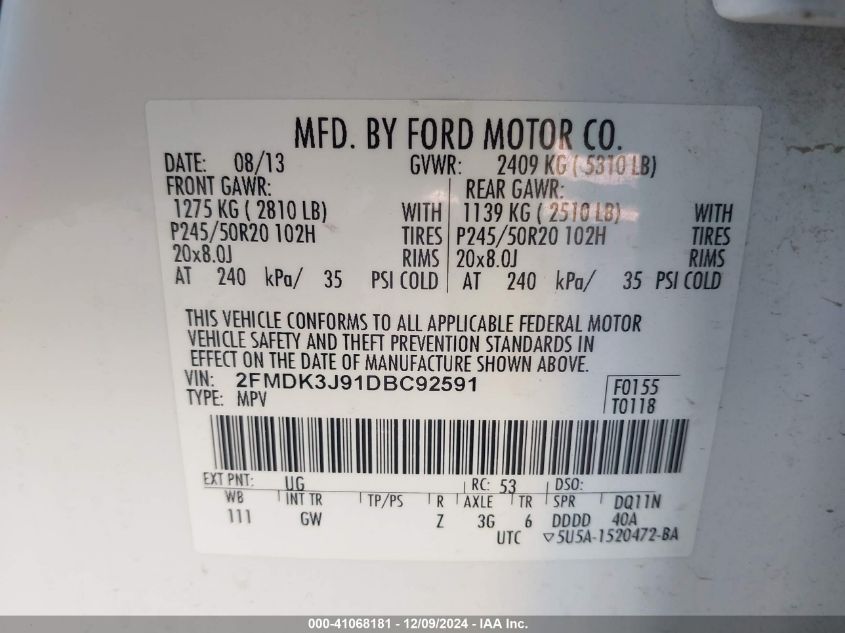 MFD. BY FORD MOTOR CO.
DATE: 08/13 GVWR: 2409 KG ( 5310 LB)
FRONT GAWR: REAR GAWR:
1275 KG ( 2810 LB) WITH 1139 KG ( 2510 LB) WITH
P245/50R20 102H TIRES P245/50R20 102H TIRES
20x8.0J RIMS 20x8.0J RIMS
AT 240 kPa/ 35 PSI COLD AT 240 kPa/ 35 PSI COLD
THIS VEHICLE CONFORMS TO ALL APPLICABLE FEDERAL MOTOR
VEHICLE SAFETY AND THEFT PREVENTION STANDARDS IN
EFFECT ON THE DATE OF MANUFACTURE SHOWN ABOVE.
VIN: 2FMDK3J91DBC92591 F0155
TYPE: MPV T0118
EXT PNT: UG RC: 53 DSO:
WB INT TR TP/PS R AXLE TR SPR DQ11N
111 GW Z 3G 6 DDDD 40A
UTC ▽5U5A-1520472-BA
000-41068181 - 12/09/2024 - IAA Inc.